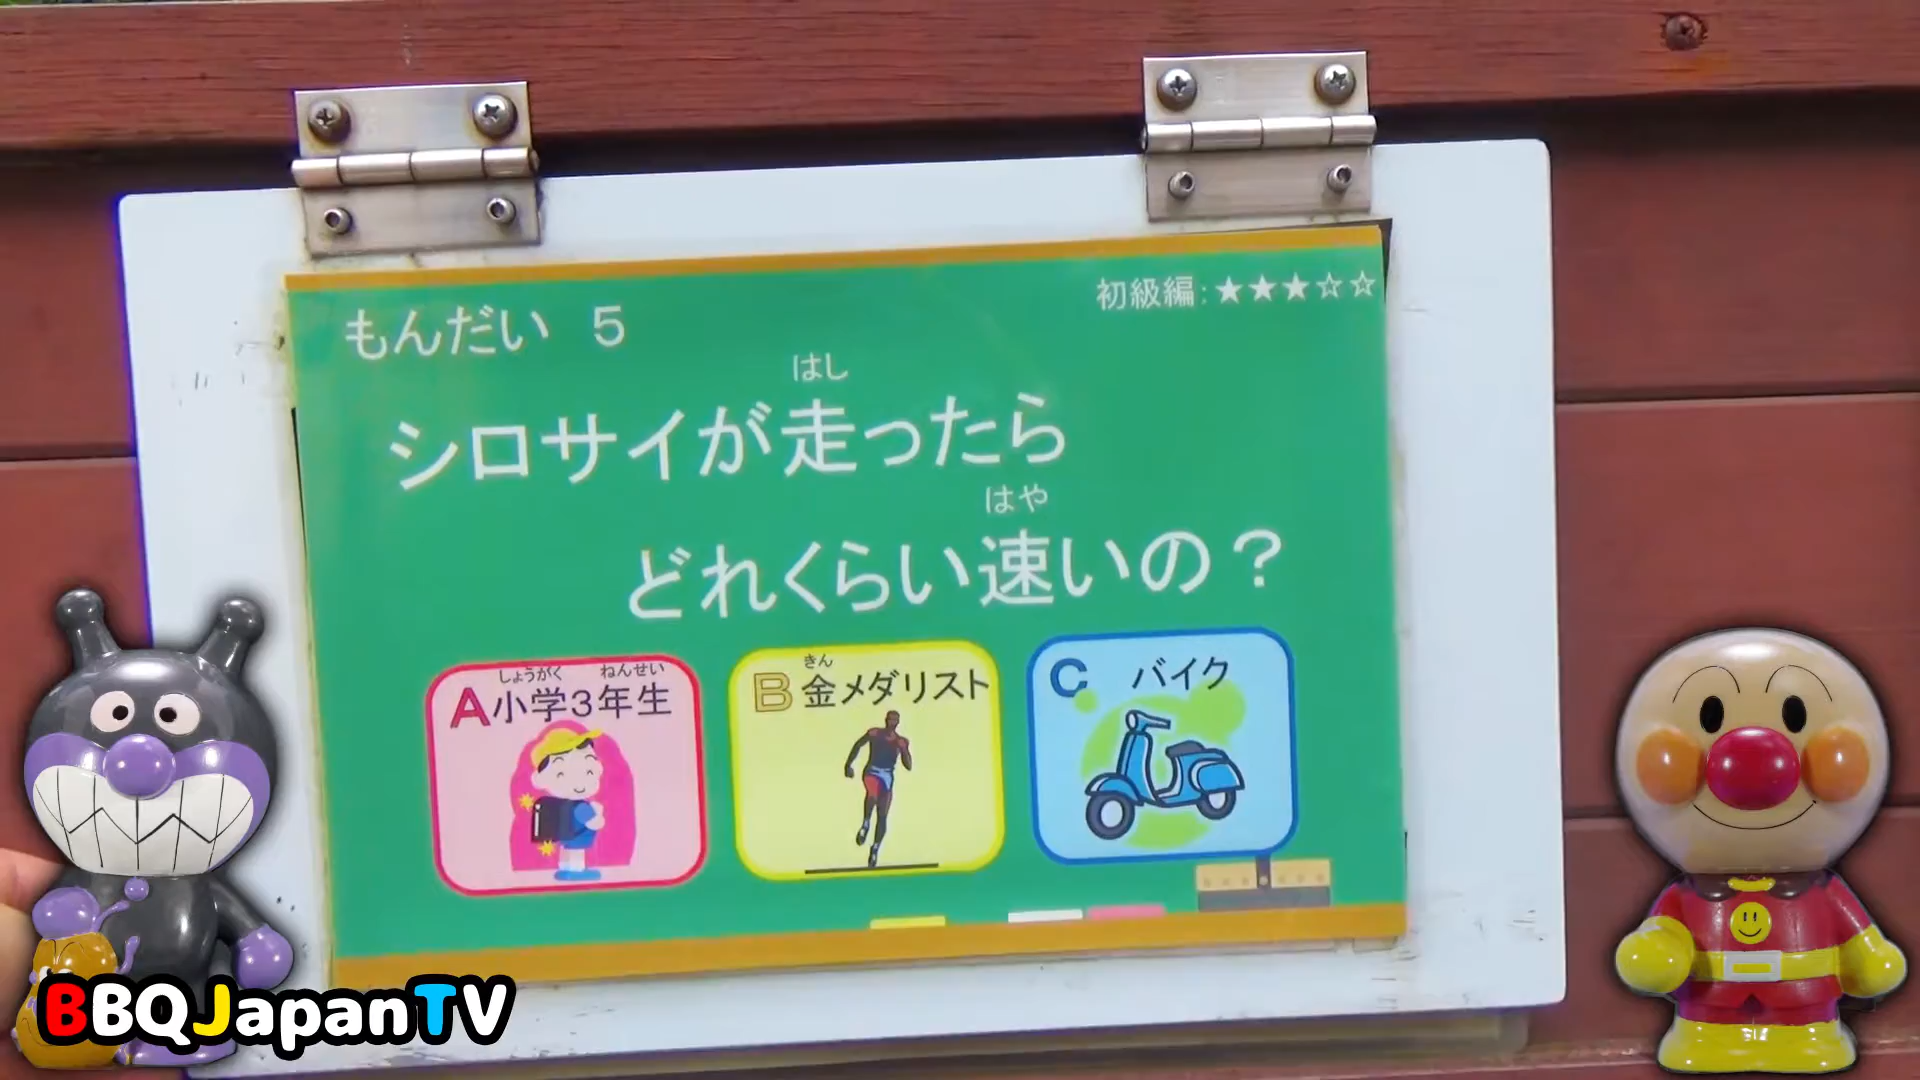 初級編:★★★☆☆
もんだい 5
はし
シロサイが走ったら
はや
どれくらい速いの?
しょうがく ねんせい
A小学3年生
きん
B 金メダリスト
C バイク
BBQJapanTV